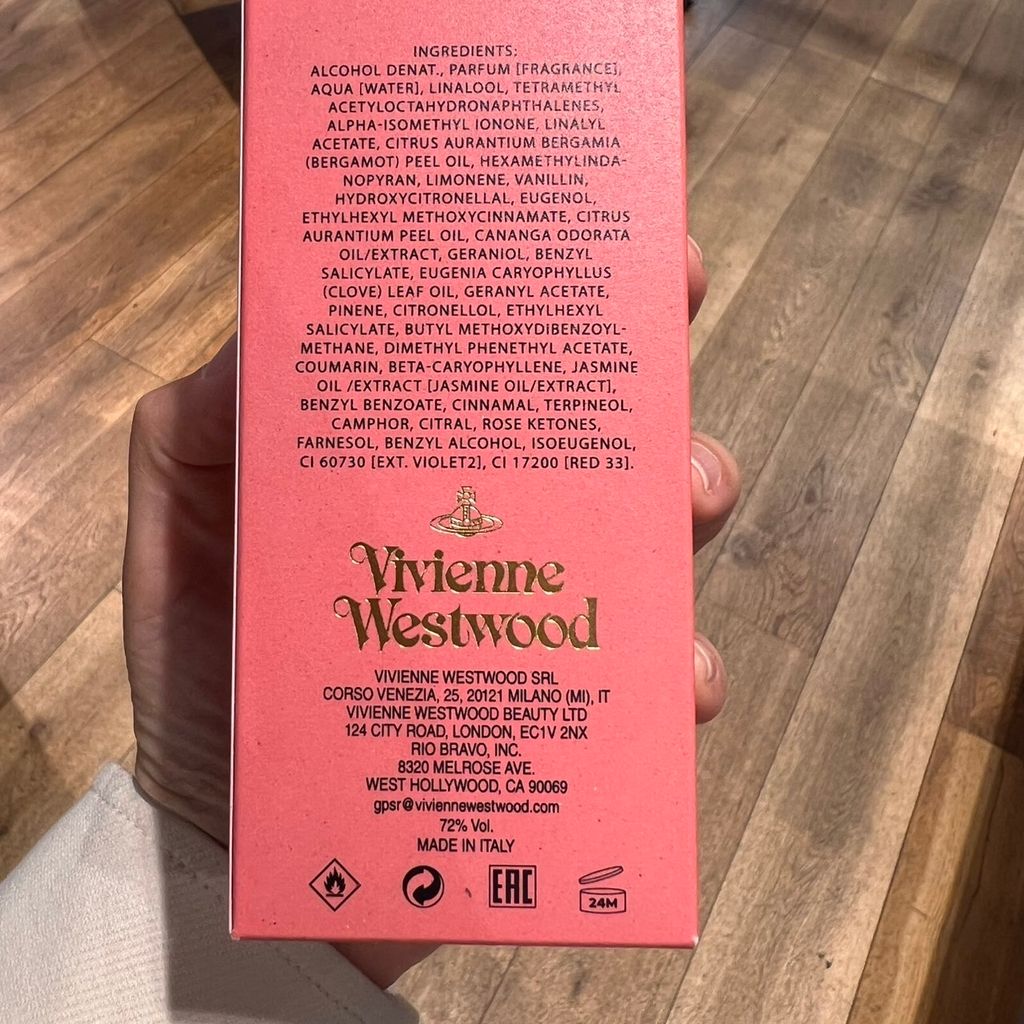 INGREDIENTS:
ALCOHOL DENAT., PARFUM [FRAGRANCE],
AQUA [WATER], LINALOOL, TETRAMETHYL
ACETYLOCTAHYDRONAPHTHALENES,
ALPHA-ISOMETHYL IONONE, LINALYL
ACETATE, CITRUS AURANTIUM BERGAMIA
(BERGAMOT) PEEL OIL, HEXAMETHYLINDA-
NOPYRAN, LIMONENE, VANILLIN,
HYDROXYCITRONELLAL, EUGENOL,
ETHYLHEXYL METHOXYCINNAMATE, CITRUS
AURANTIUM PEEL OIL, CANANGA ODORATA
OIL/EXTRACT, GERANIOL, BENZYL
SALICYLATE, EUGENIA CARYOPHYLLUS
(CLOVE) LEAF OIL, GERANYL ACETATE,
PINENE, CITRONELLOL, ETHYLHEXYL
SALICYLATE, BUTYL METHOXYDIBENZOYL-
METHANE, DIMETHYL PHENETHYL ACETATE,
COUMARIN, BETA-CARYOPHYLLENE, JASMINE
OIL /EXTRACT [JASMINE OIL/EXTRACT],
BENZYL BENZOATE, CINNAMAL, TERPINEOL,
CAMPHOR, CITRAL, ROSE KETONES,
FARNESOL, BENZYL ALCOHOL, ISOEUGENOL,
CI 60730 [EXT. VIOLET2], CI 17200 [RED 33].
Vivienne
Westwood
VIVIENNE WESTWOOD SRL
CORSO VENEZIA, 25, 20121 MILANO (MI), IT
VIVIENNE WESTWOOD BEAUTY LTD
124 CITY ROAD, LONDON, EC1V 2NX
RIO BRAVO, INC.
8320 MELROSE AVE.
WEST HOLLYWOOD, CA 90069
gpsr@viviennewestwood.com
72% Vol.
MADE IN ITALY
EAC
24M